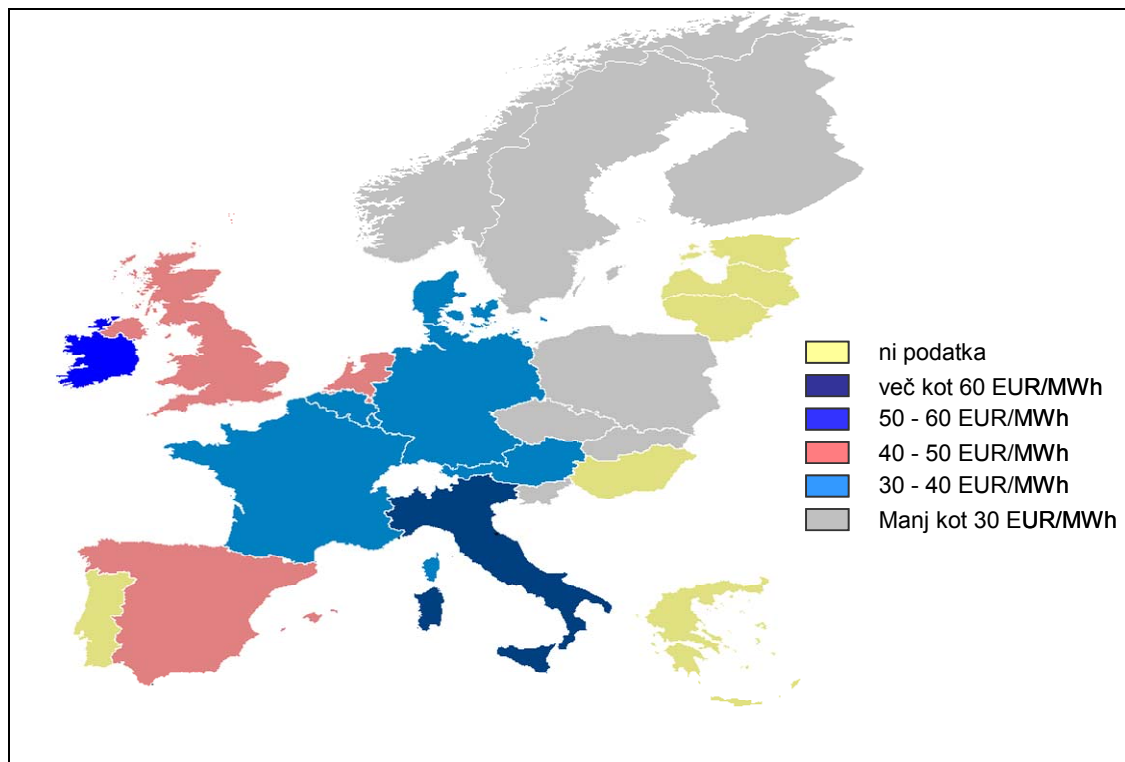 ni podatka
več kot 60 EUR/MWh
50 - 60 EUR/MWh
40 - 50 EUR/MWh
30 - 40 EUR/MWh
Manj kot 30 EUR/MWh